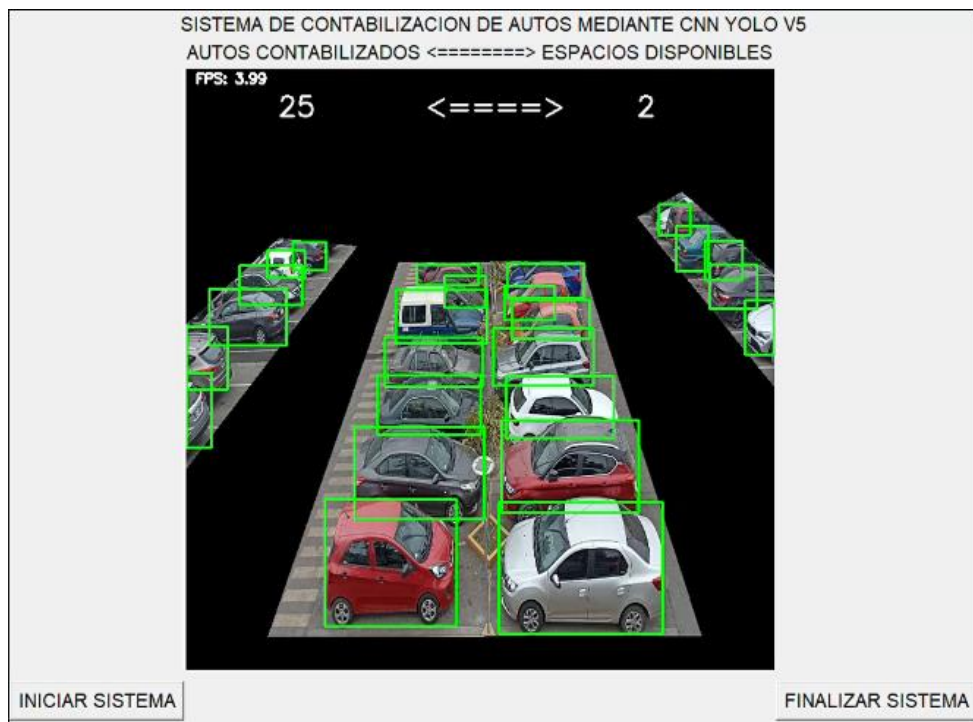 SISTEMA DE CONTABILIZACION DE AUTOS MEDIANTE CNN YOLO V5
AUTOS CONTABILIZADOS <========> ESPACIOS DISPONIBLES
FPS: 3.99
25 <====> 2
INICIAR SISTEMA FINALIZAR SISTEMA